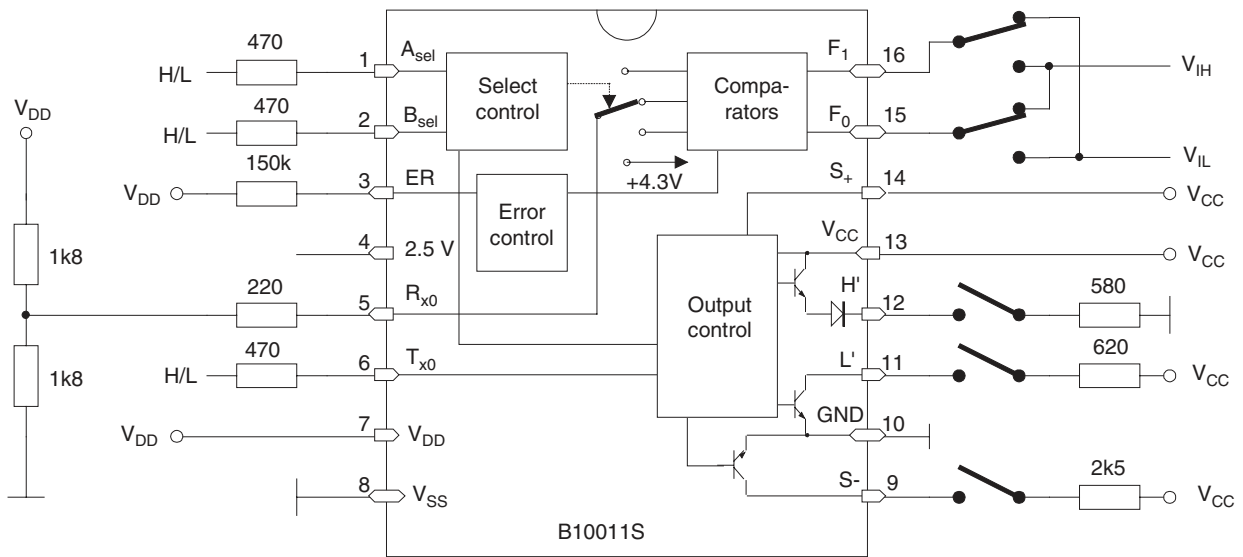 470
1
A_sel
H/L
Select
control
Compa-
rators
F_1
16
V_IH
V_DD
470
2
B_sel
H/L
F_0
15
V_IL
150k
V_DD
3
ER
+4.3V
S_+
14
V_CC
Error
control
4
2.5 V
V_CC
13
V_CC
1k8
220
5
R_x0
Output
control
H'
12
580
470
6
T_x0
H/L
L'
11
620
V_CC
1k8
V_DD
7
V_DD
GND
10
8
V_SS
S-
9
2k5
V_CC
B10011S